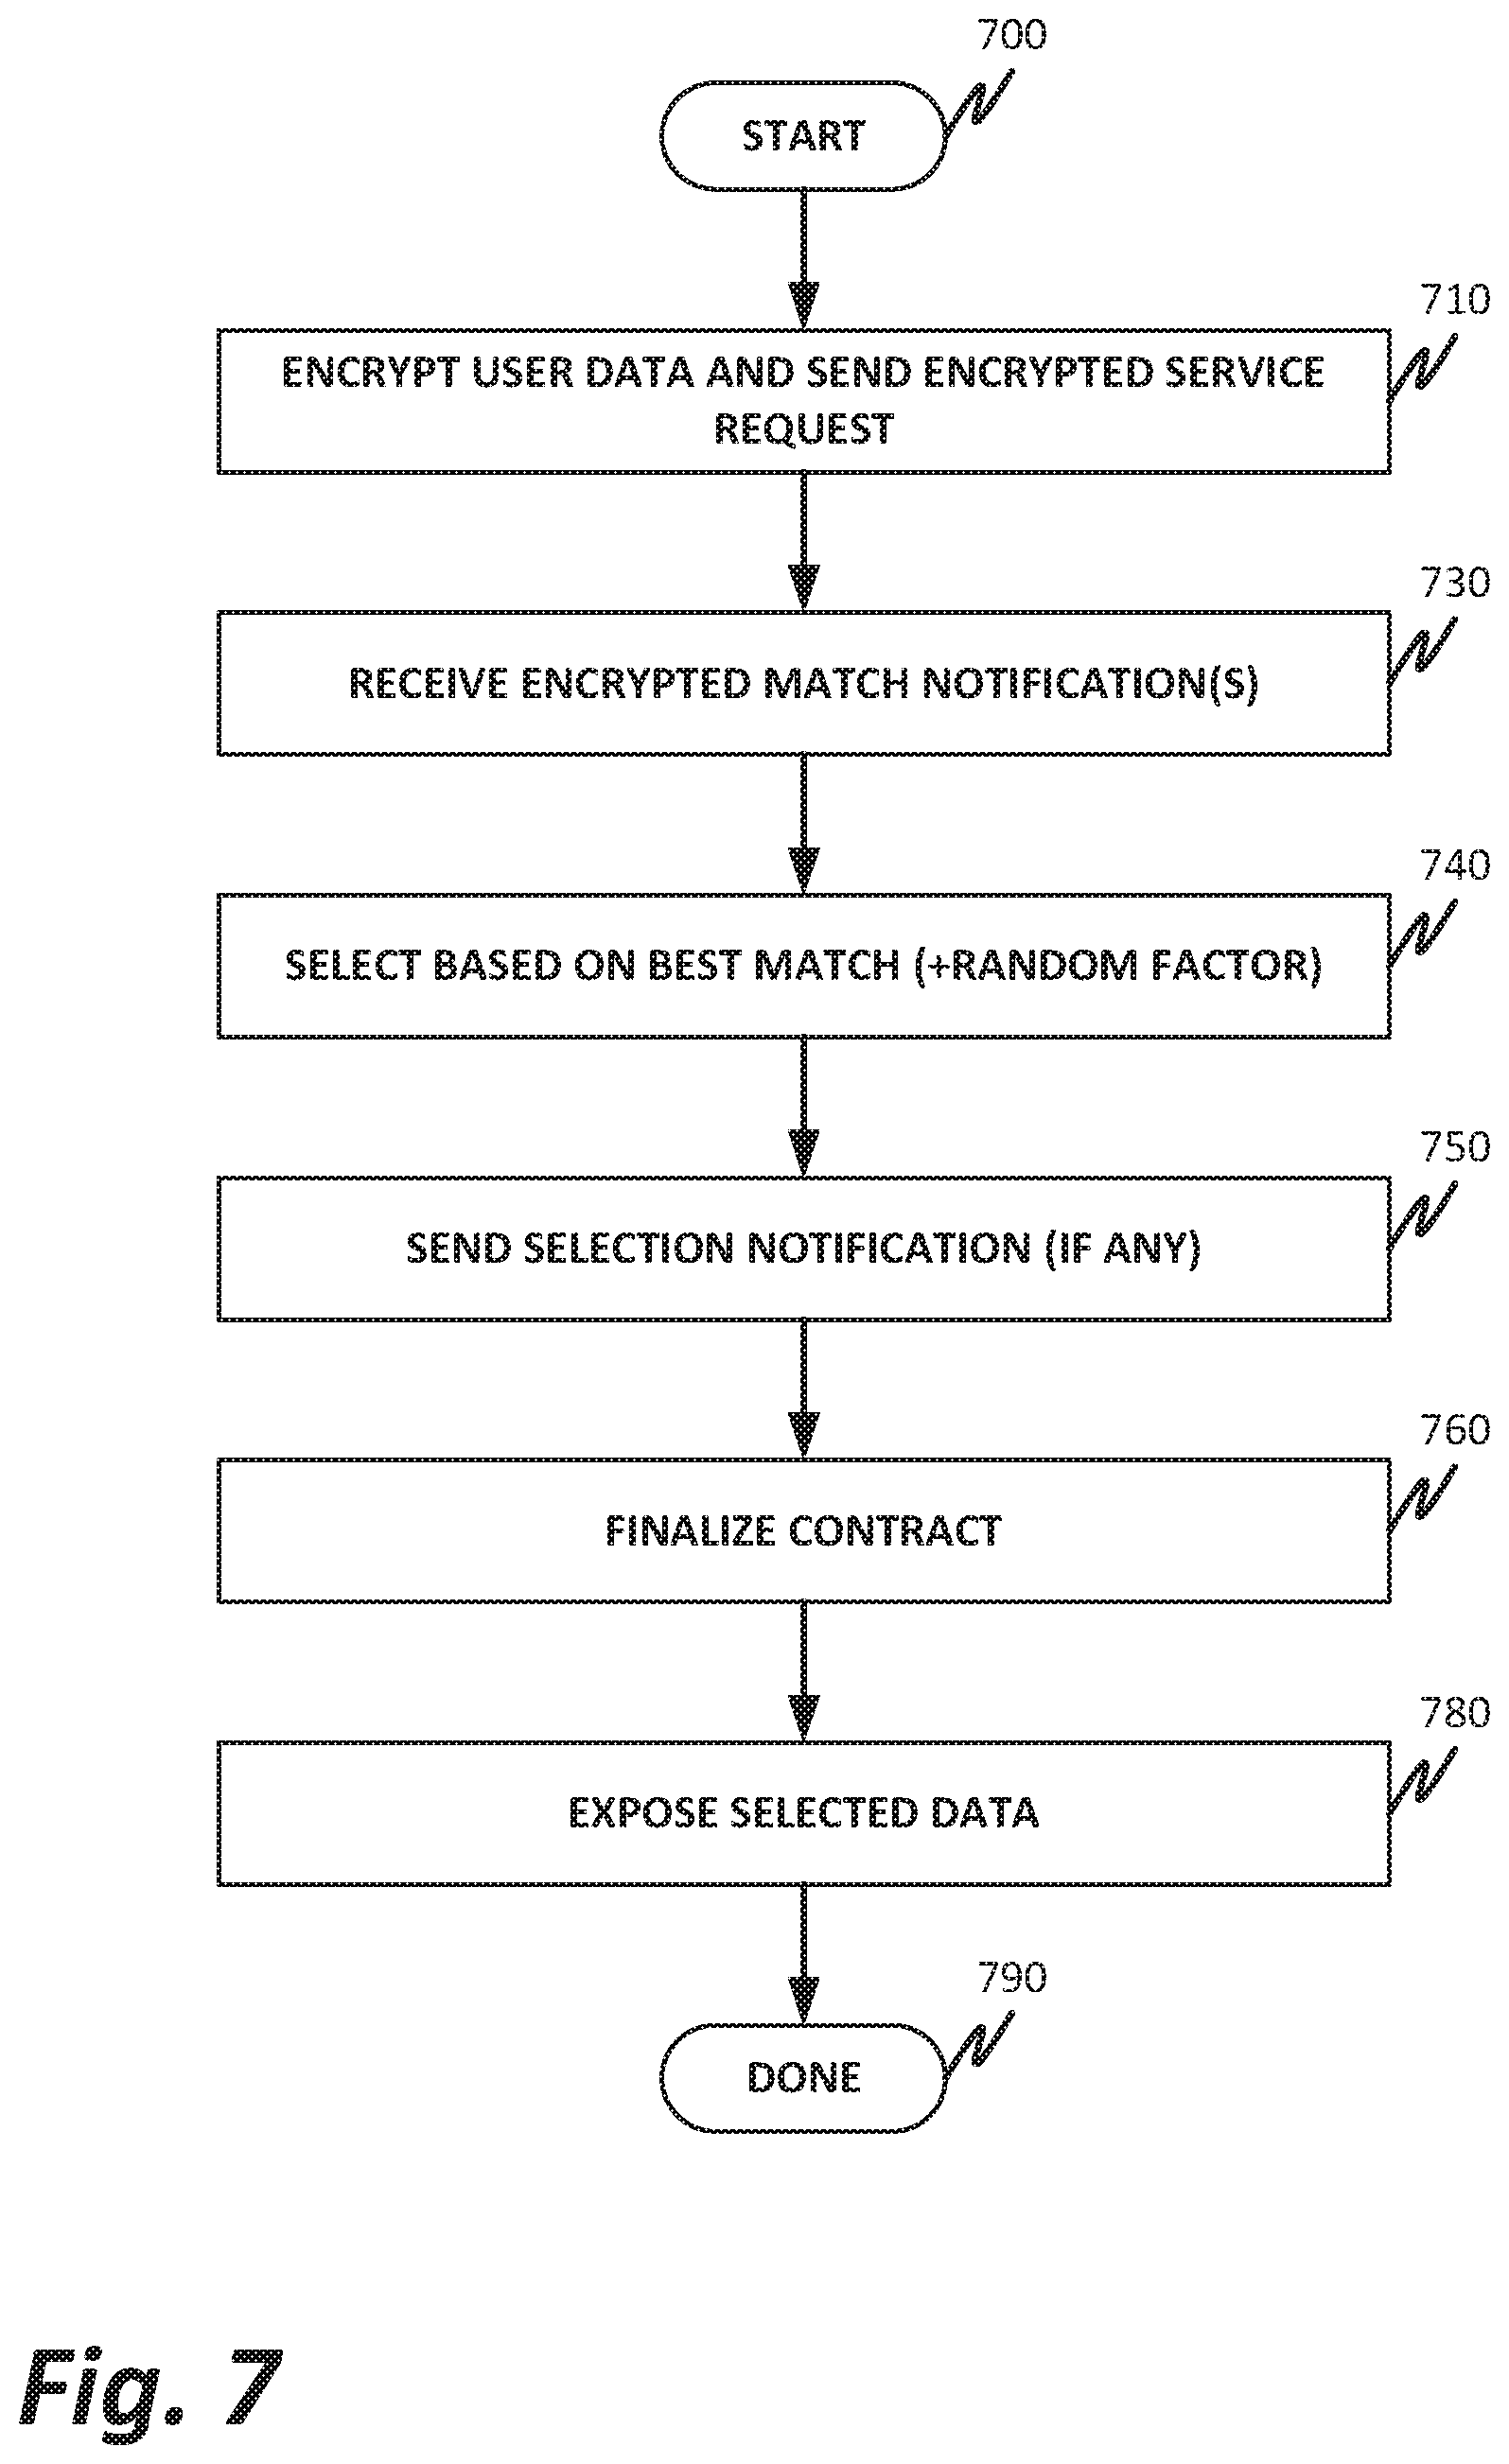 700
START
710
ENCRYPT USER DATA AND SEND ENCRYPTED SERVICE
REQUEST
730
RECEIVE ENCRYPTED MATCH NOTIFICATION(S)
740
SELECT BASED ON BEST MATCH (+RANDOM FACTOR)
750
SEND SELECTION NOTIFICATION (IF ANY)
760
FINALIZE CONTRACT
780
EXPOSE SELECTED DATA
790
DONE
Fig. 7